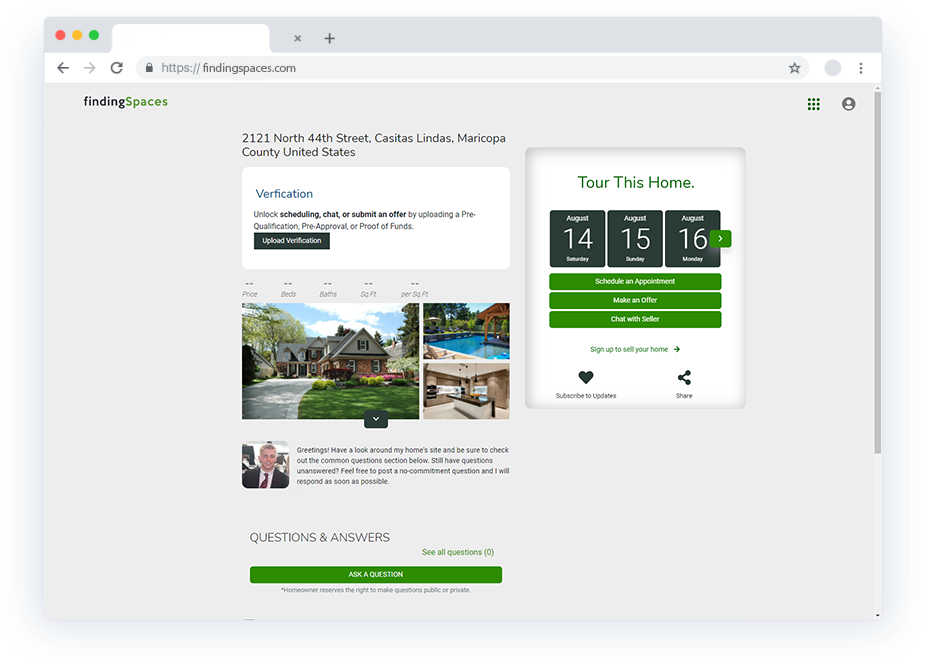 https://findingspaces.com
findingSpaces
2121 North 44th Street, Casitas Lindas, Maricopa
County United States
Verfication
Unlock scheduling, chat, or submit an offer by uploading a Pre-
Qualification, Pre-Approval, or Proof of Funds.
Upload Verification
-- -- -- -- --
Price Beds Baths Sq Ft per Sq Ft
Greetings! Have a look around my home's site and be sure to check
out the common questions section below. Still have questions
unanswered? Feel free to post a no-commitment question and I will
respond as soon as possible.
QUESTIONS & ANSWERS
See all questions (0)
ASK A QUESTION
*Homeowner reserves the right to make questions public or private.
Tour This Home.
August August August
14 15 16
Saturday Sunday Monday
Schedule an Appointment
Make an Offer
Chat with Seller
Sign up to sell your home
Subscribe to Updates Share